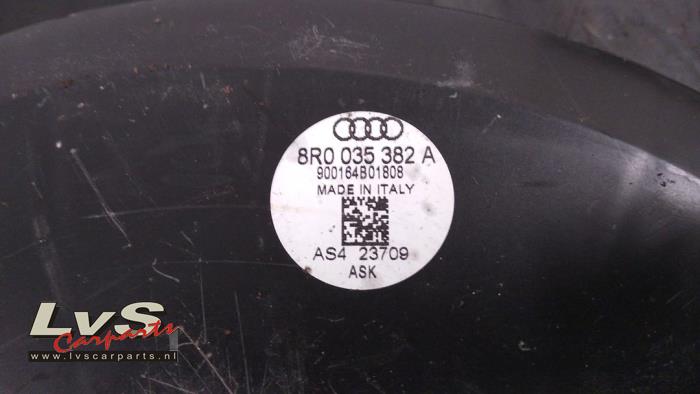 8R0 035 382 A
900164B01808
MADE IN ITALY
AS4 23709
ASK
LvS
Carparts
www.lvscarparts.nl